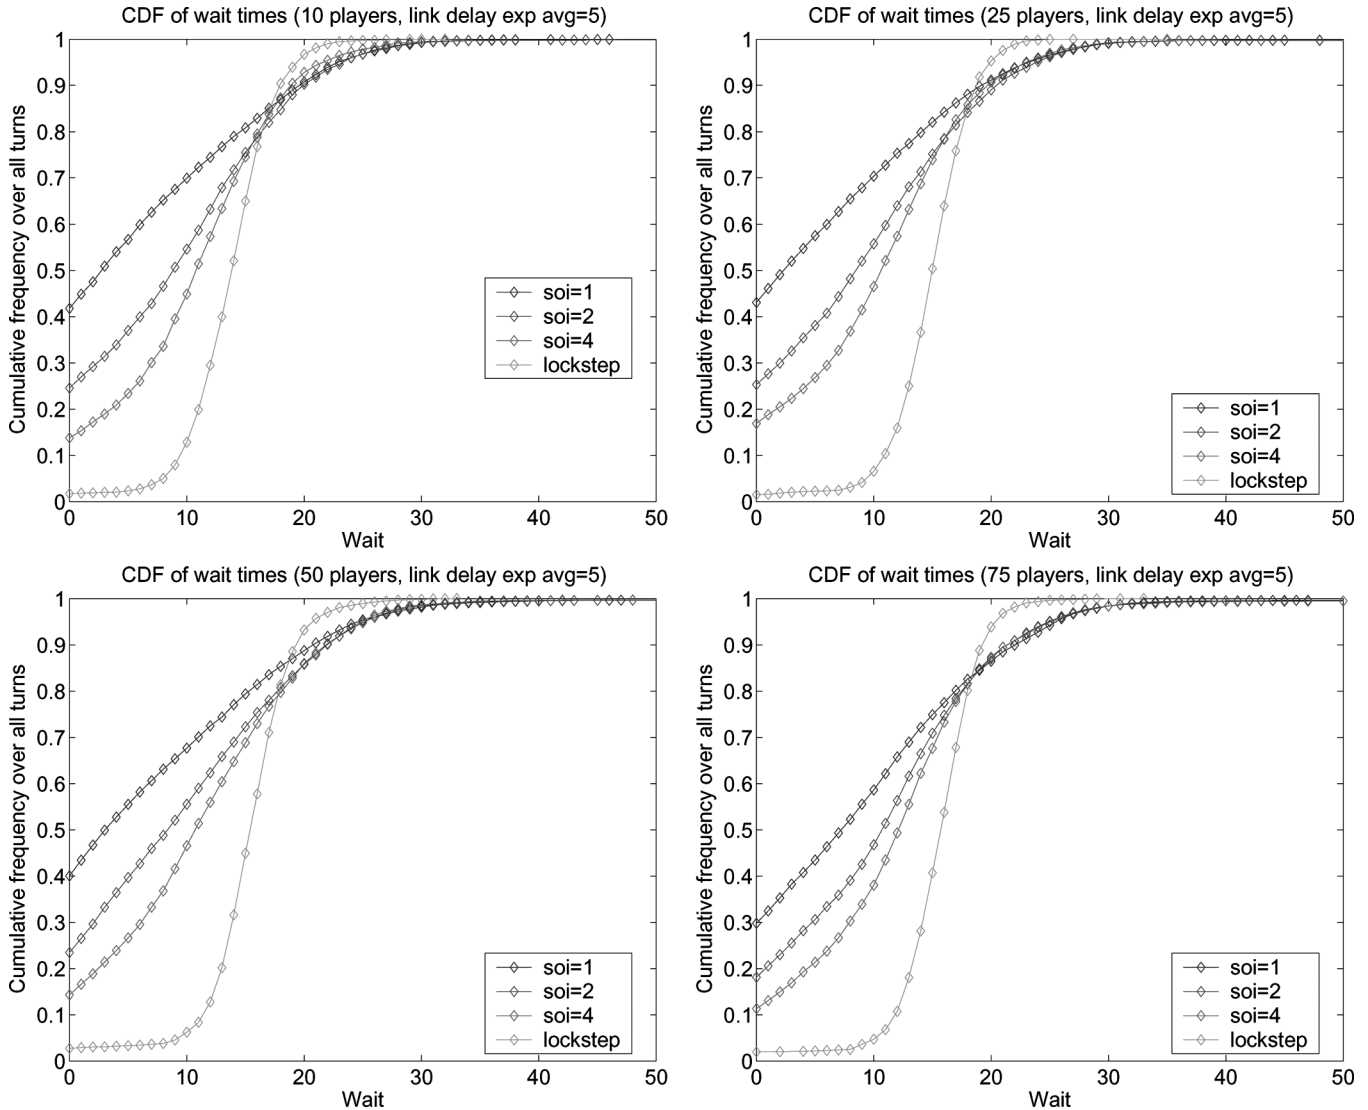 CDF of wait times (10 players, link delay exp avg=5)
Cumulative frequency over all turns
1
0.9
0.8
0.7
0.6
0.5
0.4
0.3
0.2
0.1
0
soi=1
soi=2
soi=4
lockstep
0 10 20 30 40 50
Wait
CDF of wait times (25 players, link delay exp avg=5)
Cumulative frequency over all turns
1
0.9
0.8
0.7
0.6
0.5
0.4
0.3
0.2
0.1
0
soi=1
soi=2
soi=4
lockstep
0 10 20 30 40 50
Wait
CDF of wait times (50 players, link delay exp avg=5)
Cumulative frequency over all turns
1
0.9
0.8
0.7
0.6
0.5
0.4
0.3
0.2
0.1
0
soi=1
soi=2
soi=4
lockstep
0 10 20 30 40 50
Wait
CDF of wait times (75 players, link delay exp avg=5)
Cumulative frequency over all turns
1
0.9
0.8
0.7
0.6
0.5
0.4
0.3
0.2
0.1
0
soi=1
soi=2
soi=4
lockstep
0 10 20 30 40 50
Wait